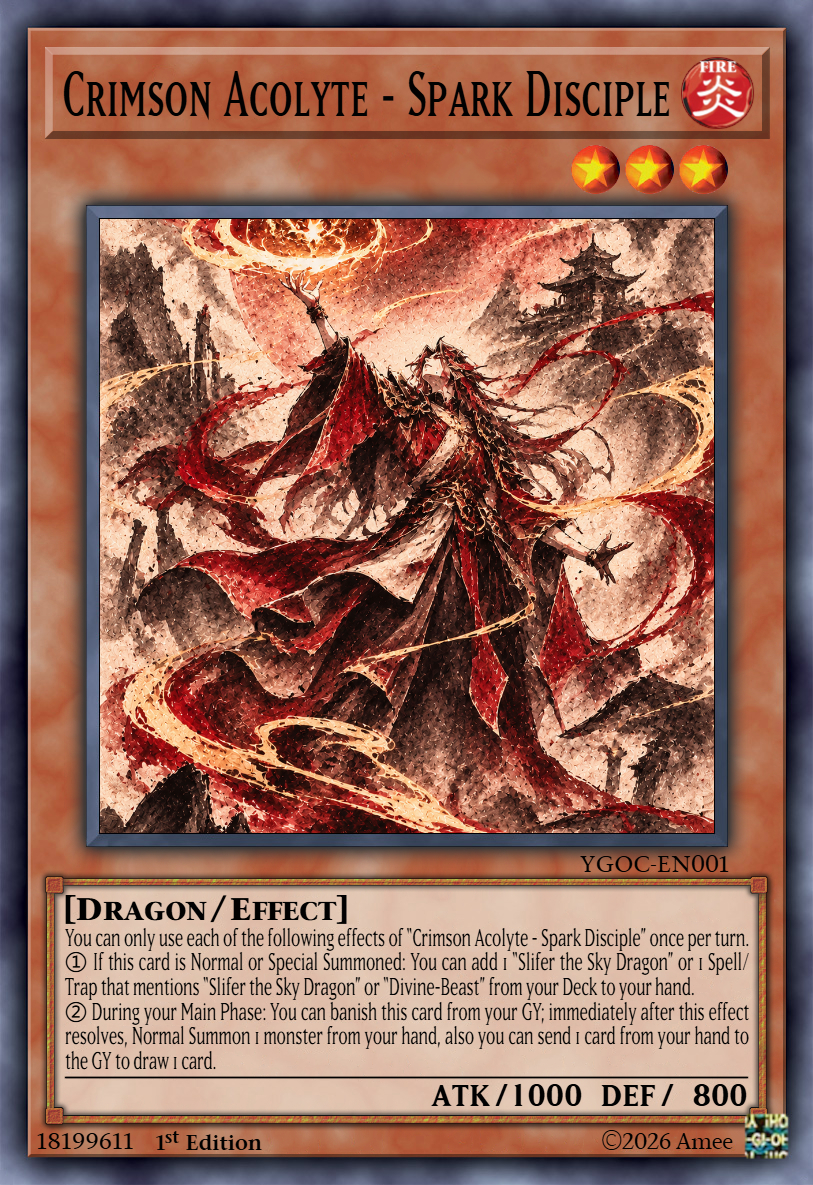 Crimson Acolyte - Spark Disciple
FIRE
炎
YGOC-EN001
[Dragon/Effect]
You can only use each of the following effects of "Crimson Acolyte - Spark Disciple" once per turn.
① If this card is Normal or Special Summoned: You can add 1 "Slifer the Sky Dragon" or 1 Spell/
Trap that mentions "Slifer the Sky Dragon" or "Divine-Beast" from your Deck to your hand.
② During your Main Phase: You can banish this card from your GY; immediately after this effect
resolves, Normal Summon 1 monster from your hand, also you can send 1 card from your hand to
the GY to draw 1 card.
ATK/1000 DEF/ 800
18199611 1st Edition ©2026 Amee